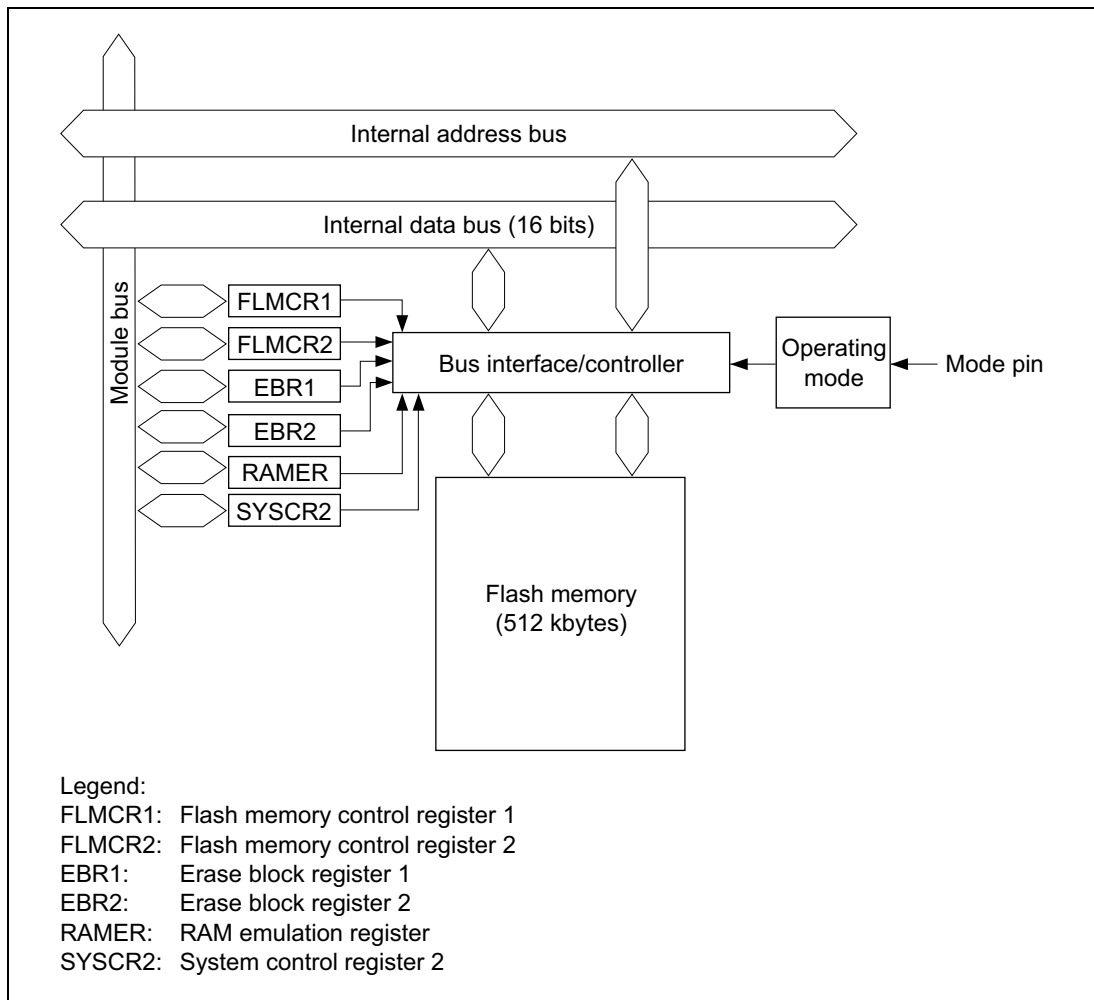 Internal address bus
Internal data bus (16 bits)
Module bus
FLMCR1
FLMCR2
EBR1
EBR2
RAMER
SYSCR2
Bus interface/controller
Operating
mode
Mode pin
Flash memory
(512 kbytes)
Legend:
FLMCR1: Flash memory control register 1
FLMCR2: Flash memory control register 2
EBR1: Erase block register 1
EBR2: Erase block register 2
RAMER: RAM emulation register
SYSCR2: System control register 2